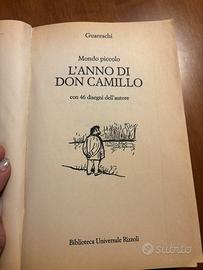 Guareschi
Mondo piccolo
L'ANNO DI
DON CAMILLO
con 46 disegni dell'autore
Biblioteca Universale Rizzoli
subito